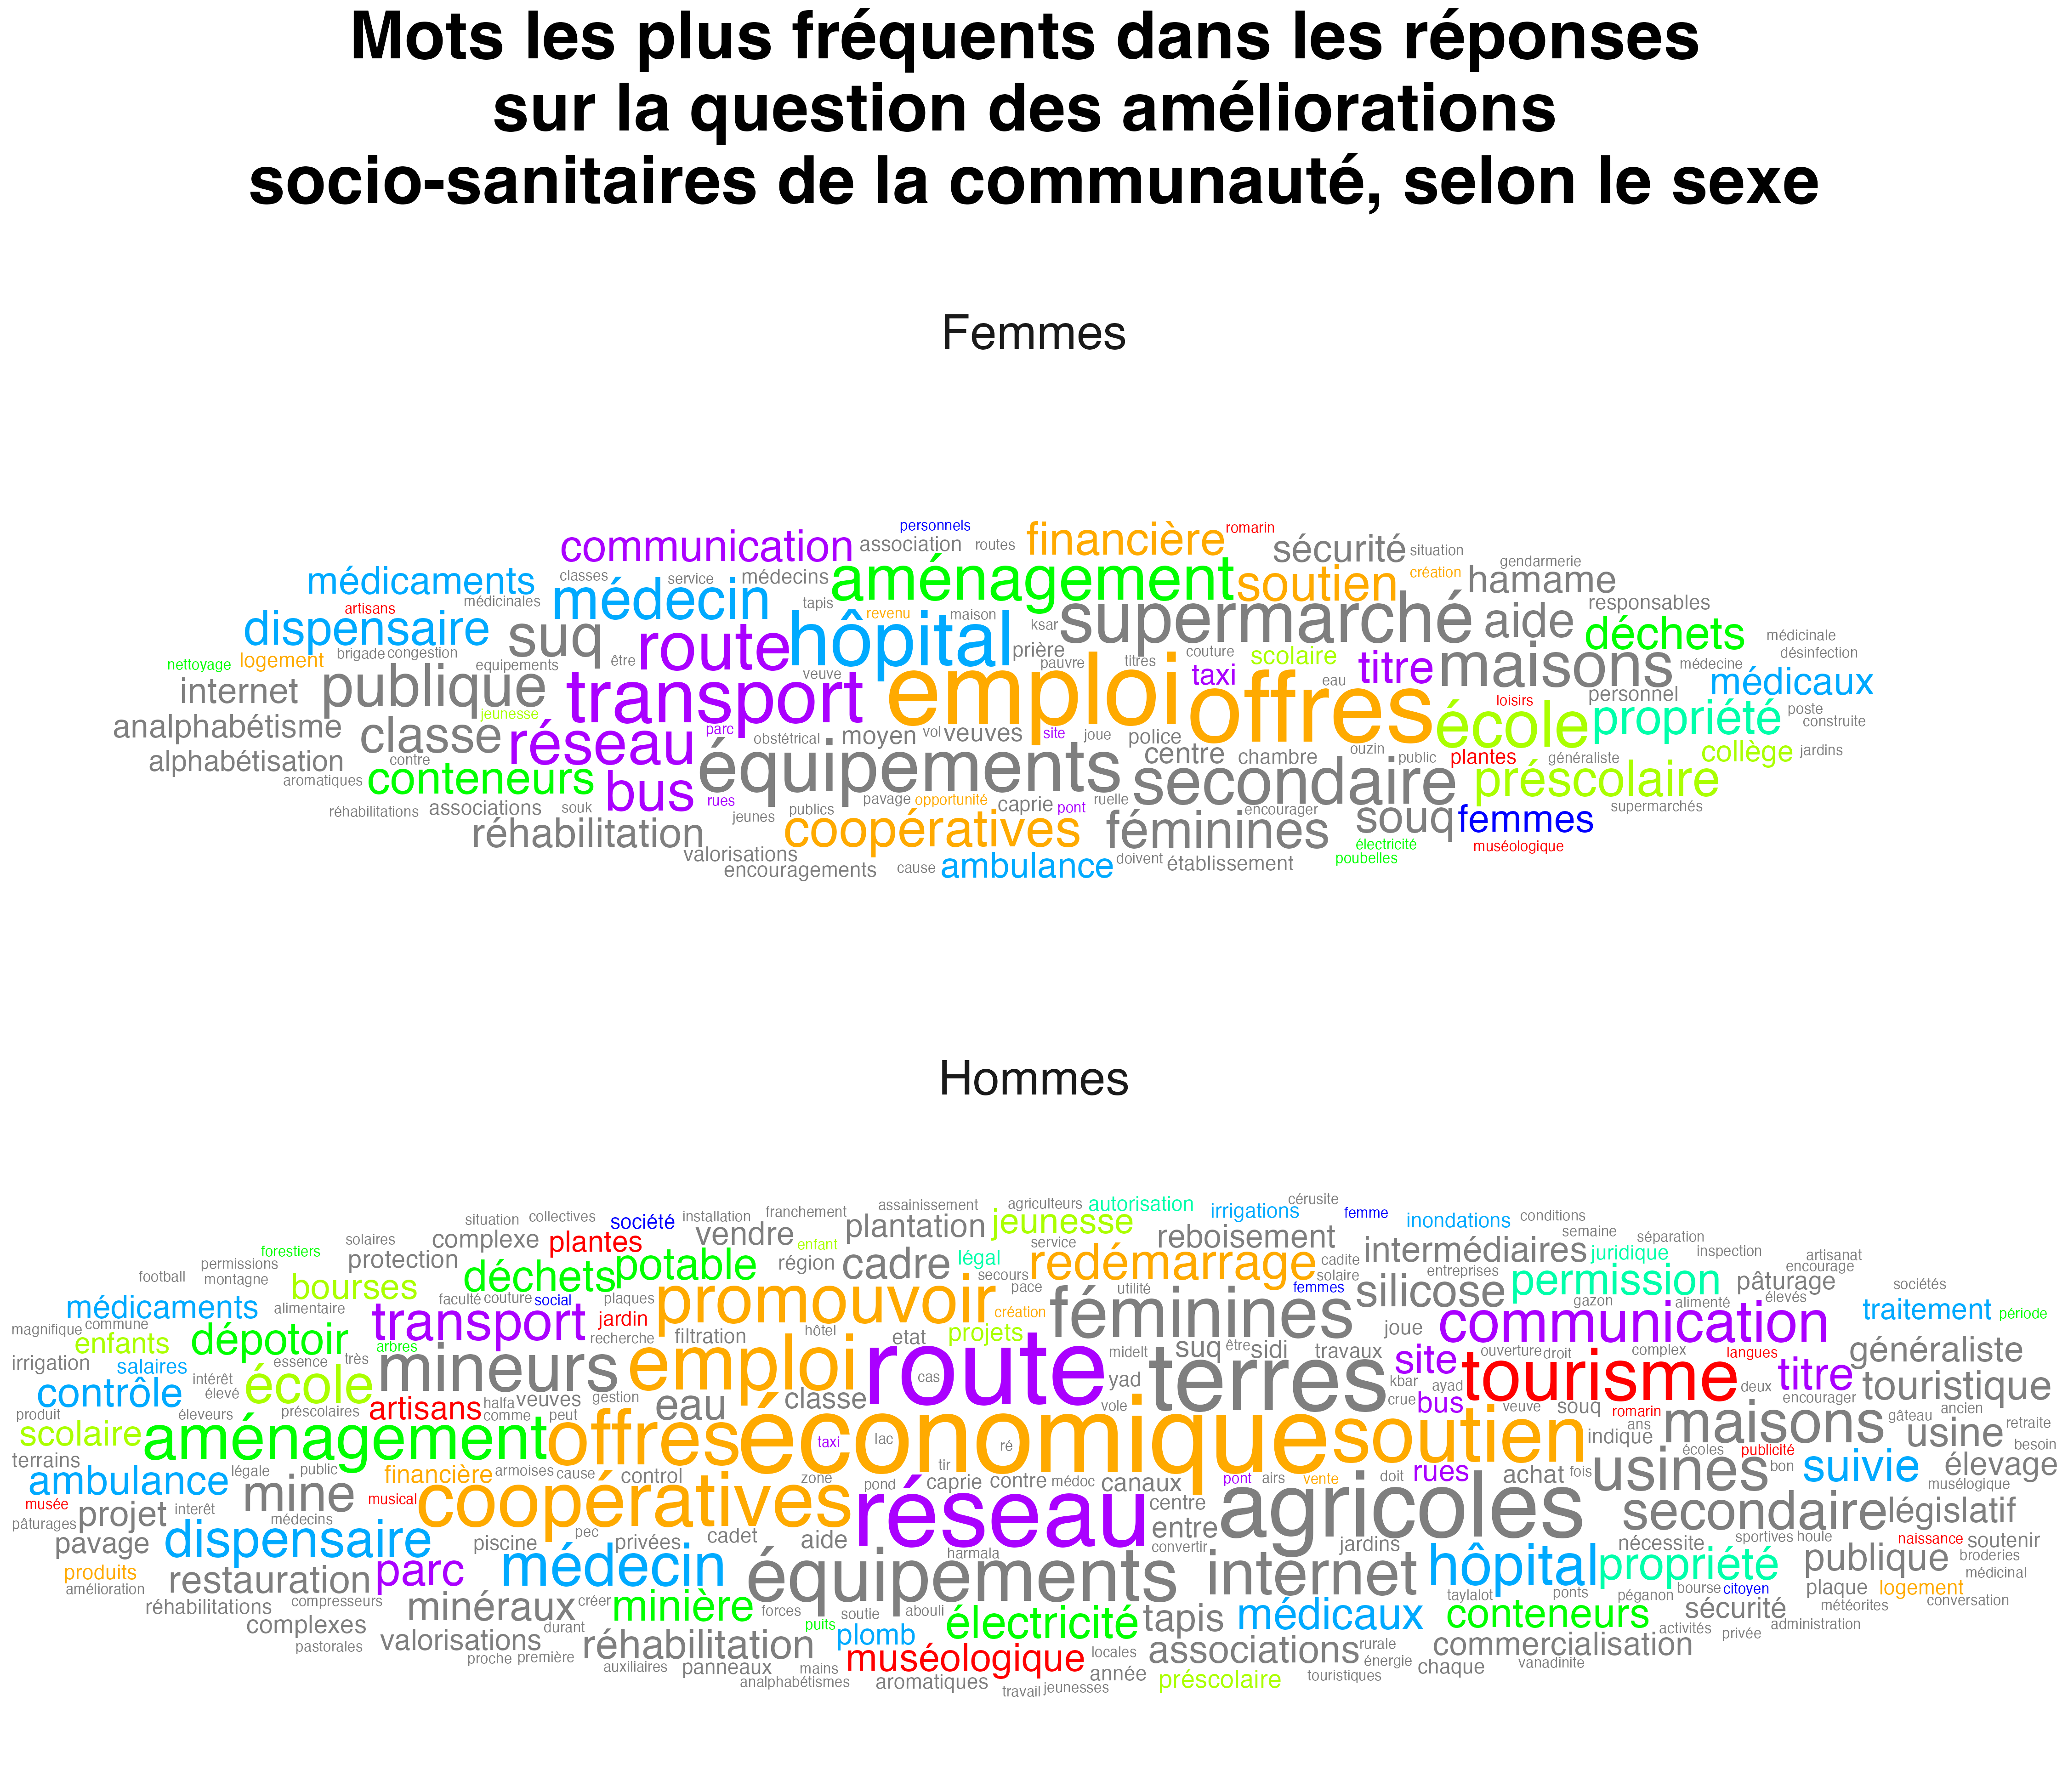 Mots les plus fréquents dans les réponses
sur la question des améliorations
socio-sanitaires de la communauté, selon le sexe
Femmes
personnels
communication association routes financière romarin sécurité situation
gendarmerie
médicaments classes service médecins aménagement soutien création hamame
artisans médicinales médecin tapis revenu maison ksar supermarché aide responsables
dispensaire suq route hôpital prière déchets médicinale
nettoyage logement brigade congestion equipements être veuve pauvre titres couture scolaire taxi titre maisons médecine désinfection
internet publique transport emploi offres eau loisirs personnel médicaux
analphabétisme jeunesse classe réseau parc obstétrical moyen vol veuves site joue police école propriété poste construite
alphabétisation contre équipements centre chambre ouzin public plantes généraliste collège jardins
aromatiques conteneurs bus rues secondaire préscolaire
réhabilitations associations souk jeunes publics pavage opportunité caprie pont ruelle encourager souq femmes supermarchés
réhabilitation coopératives féminines électricité muséologique
valorisations poubelles
encouragements cause ambulance doivent établissement
Hommes
situation collectives société installation franchement assainissement agriculteurs autorisation irrigations cérusite femme inondations conditions
solaires complexe plantes vendre enfant plantation jeunesse service reboisement intermédiaires semaine séparation juridique inspection artisanat
forestiers permissions protection déchets potable région cadre légal redémarrage cadite entreprises encourage
football montagne bourses secours pace utilité femmes solaire silicose permission pâturage sociétés
médicaments alimentaire faculté couture social plaques promouvoir création féminines gazon alimenté élevés traitement période
magnifique commune transport jardin recherche filtration hôtel etat projets joue communication
enfants dépotoir arbres mineurs emploi route midelt suq être sidi travaux ouverture droit complex langues généraliste
irrigation salaires essence très cas yad terres kbar site tourisme titre
contrôle intérêt élevé école halfa veuves gestion classe vole ayad bus deux encourager touristique
produit éleveurs préscolaires artisans comme peut eau crue veuve souq romarin gâteau ancien
scolaire aménagement offres économique taxi lac ré soutien indique ans maisons usine retraite
terrains légale public financière armoises cause control tir écoles publicité besoin
ambulance zone pond caprie contre médoc canaux pont airs vente doit rues achat fois usines bon suivie élevage
musée mine musical coopératives réseau centre agricoles muséologique
pâturages projet interêt médecins pec entre secondaire législatif
pavage dispensaire piscine privées cadet aide convertir jardins nécessite sportives houle naissance soutenir
produits parc médecin harmala équipements internet hôpital propriété publique broderies
amélioration restauration taylalot ponts péganon bourse citoyen plaque logement médicinal
réhabilitations compresseurs minéraux créer minière forces soutie abouli tapis médicaux conteneurs sécurité météorites conversation
complexes durant puits plomb électricité activités privée administration
pastorales valorisations réhabilitation locales associations rurale commercialisation
proche première auxiliaires panneaux mains muséologique année énergie chaque vanadinite
analphabétismes aromatiques travail jeunesses préscolaire touristiques